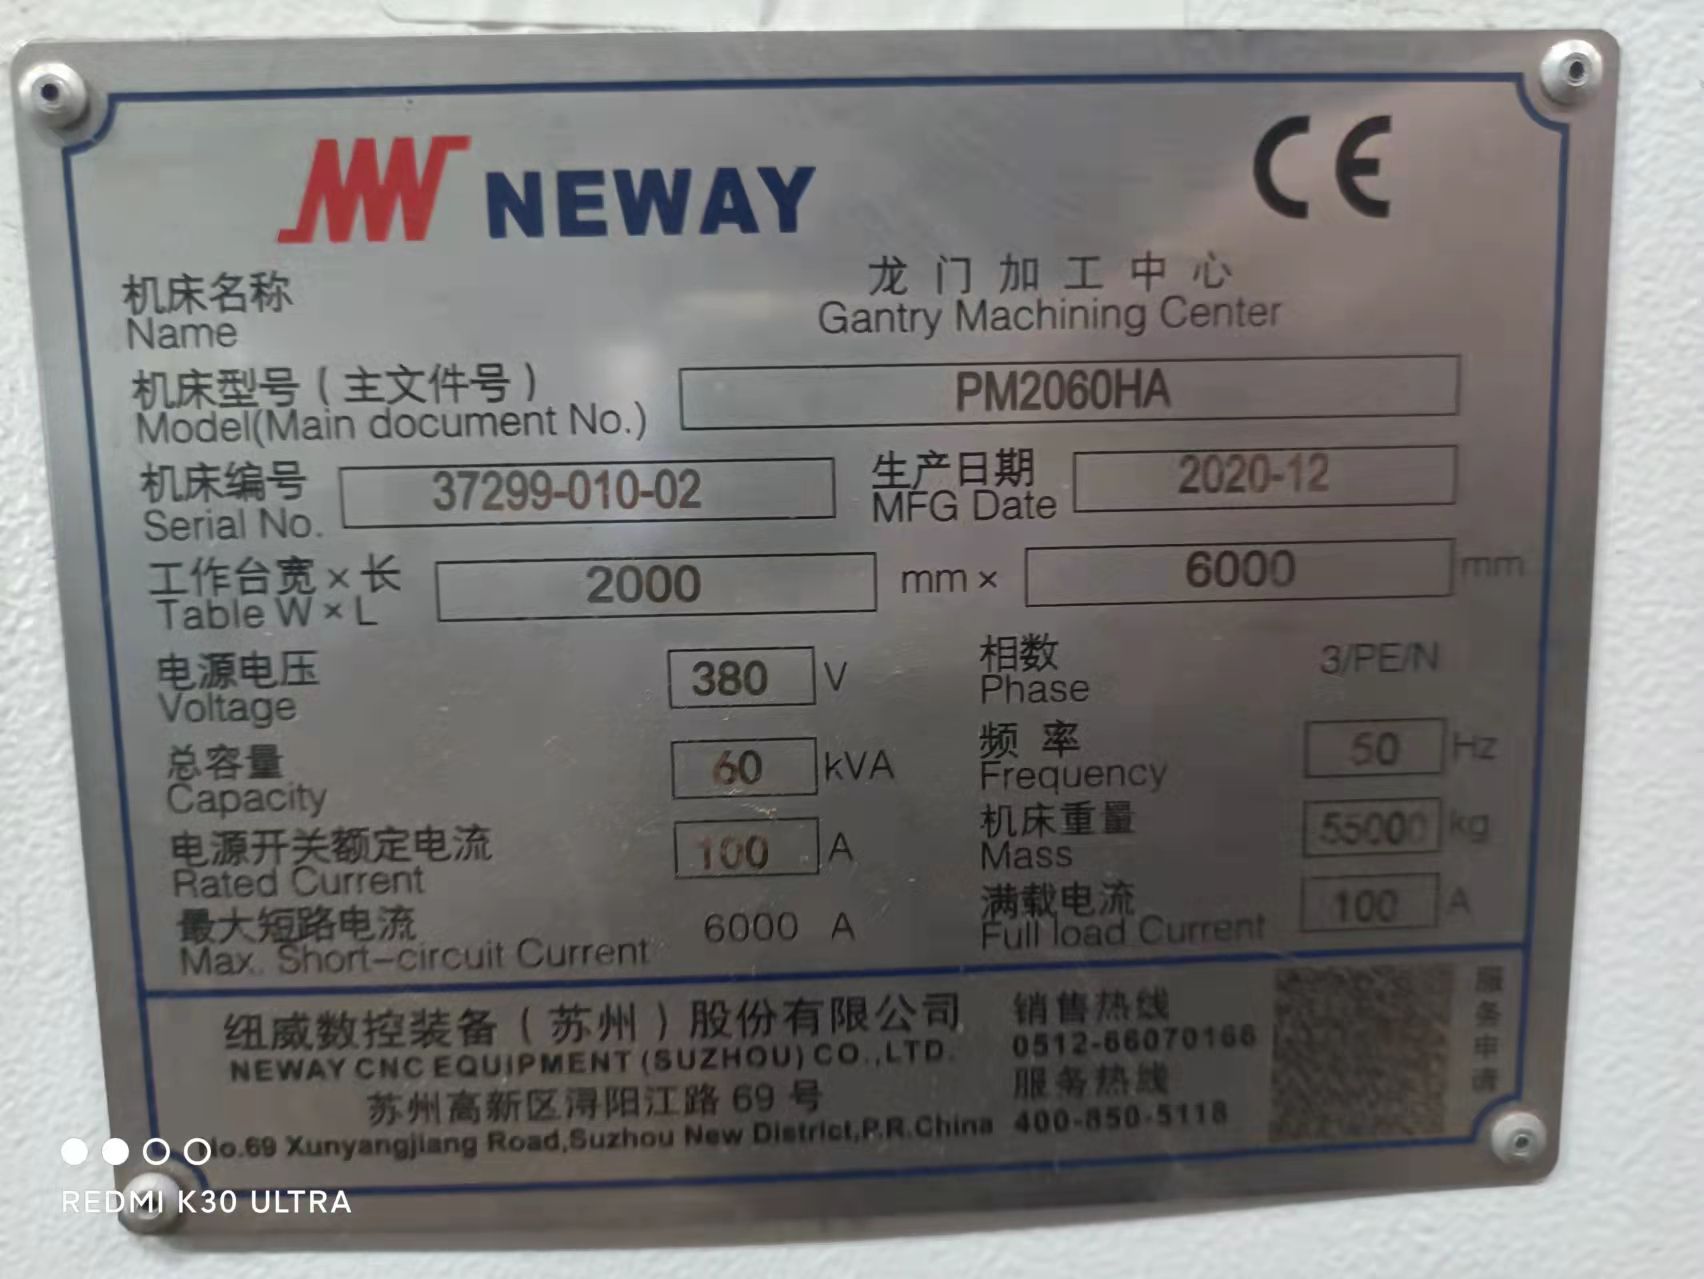 NEWAY
CE
机床名称 龙门加工中心
Name Gantry Machining Center
机床型号(主文件号)
Model(Main document No.) PM2060HA
机床编号 37299-010-02 生产日期 2020-12
Serial No. MFG Date
工作台宽×长 2000 mm× 6000 mm
Table W×L
电源电压 380 V 相数 3/PE/N
Voltage Phase
总容量 60 kVA 频率 50 Hz
Capacity Frequency
电源开关额定电流 100 A 机床重量 55000 kg
Rated Current Mass
最大短路电流 6000 A 满载电流 100 A
Max. Short-circuit Current Full load Current
纽威数控装备(苏州)股份有限公司 销售热线
NEWAY CNC EQUIPMENT (SUZHOU) CO.,LTD. 0512-66070166
苏州高新区浔阳江路 69 号 服务热线
No.69 Xunyangjiang Road,Suzhou New District,P.R.China 400-850-5118
服务申请
REDMI K30 ULTRA